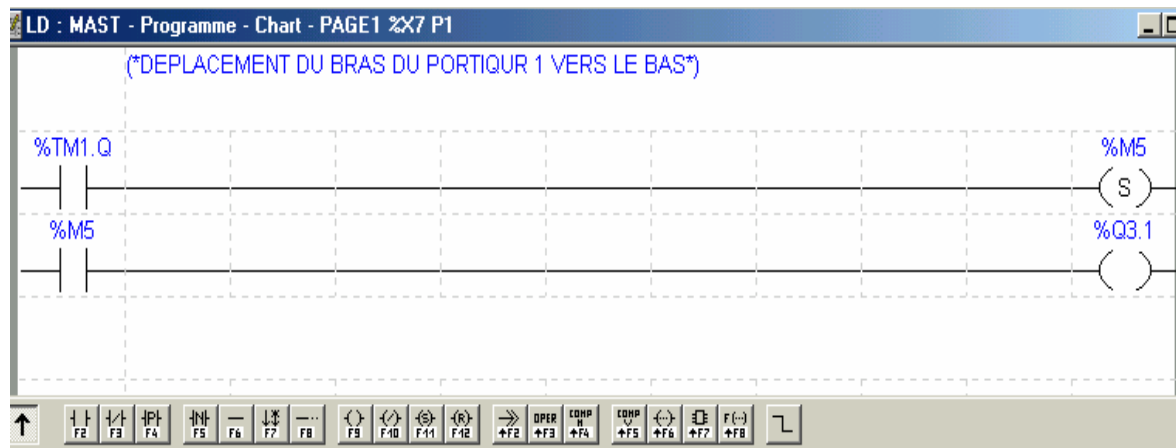 LD : MAST - Programme - Chart - PAGE1 %X7 P1
(*DEPLACEMENT DU BRAS DU PORTIQUR 1 VERS LE BAS*)
%TM1.Q %M5
S
%M5 %Q3.1
F2 F3 F4 F5 F6 F7 F8 F9 F10 F11 F12 F2 OPER F3 COMP F4 COMP F5 F6 F7 F(...) F8